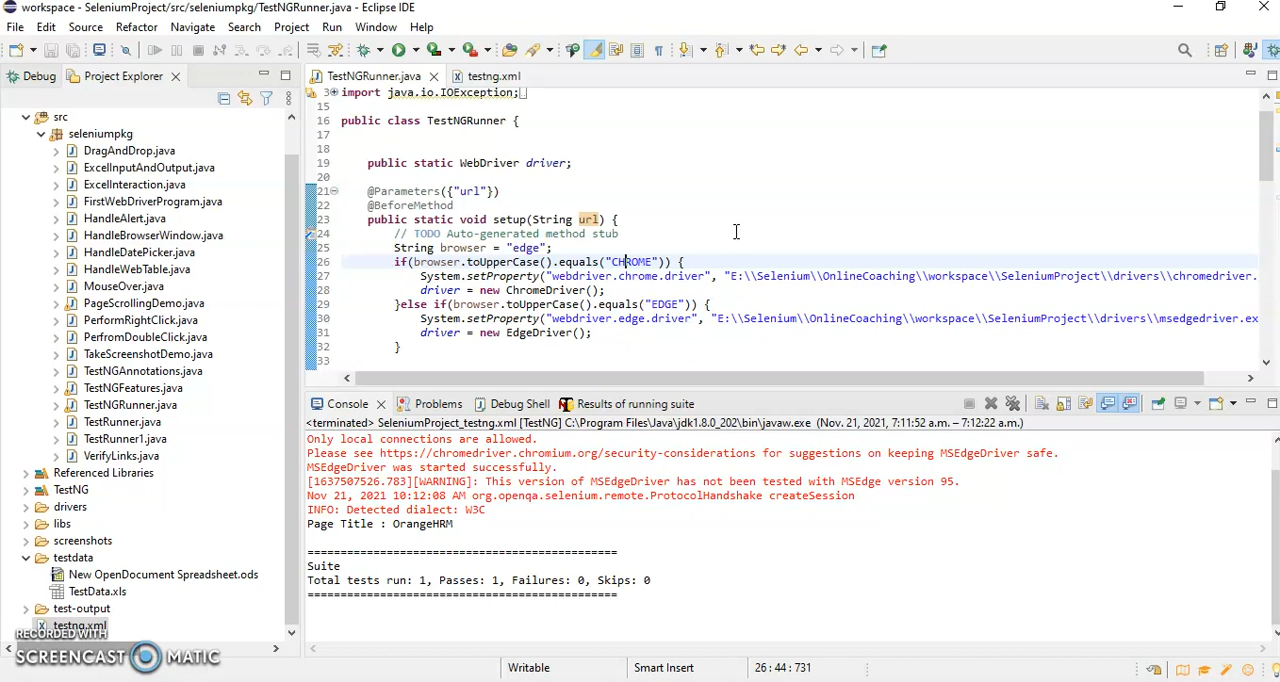 workspace - SeleniumProject/src/seleniumpkg/TestNGRunner.java - Eclipse IDE
File Edit Source Refactor Navigate Search Project Run Window Help
Debug Project Explorer
src
seleniumpkg
DragAndDrop.java
ExcelInputAndOutput.java
ExcelInteraction.java
FirstWebDriverProgram.java
HandleAlert.java
HandleBrowserWindow.java
HandleDatePicker.java
HandleWebTable.java
MouseOver.java
PageScrollingDemo.java
PerformRightClick.java
PerfromDoubleClick.java
TakeScreenshotDemo.java
TestNGAnnotations.java
TestNGFeatures.java
TestNGRunner.java
TestRunner.java
TestRunner1.java
VerifyLinks.java
Referenced Libraries
TestNG
drivers
libs
screenshots
testdata
New OpenDocument Spreadsheet.ods
TestData.xls
test-output
testng.xml
RECORDED WITH
SCREENCAST MATIC
TestNGRunner.java testng.xml
3 import java.io.IOException;
15
16 public class TestNGRunner {
17
18
19 public static WebDriver driver;
20
21 @Parameters({"url"})
22 @BeforeMethod
23 public static void setup(String url) {
24 // TODO Auto-generated method stub
25 String browser = "edge";
26 if(browser.toUpperCase().equals("CHROME")) {
27 System.setProperty("webdriver.chrome.driver", "E:\\Selenium\\OnlineCoaching\\workspace\\SeleniumProject\\drivers\\chromedriver.
28 driver = new ChromeDriver();
29 }else if(browser.toUpperCase().equals("EDGE")) {
30 System.setProperty("webdriver.edge.driver", "E:\\Selenium\\OnlineCoaching\\workspace\\SeleniumProject\\drivers\\msedgedriver.ex
31 driver = new EdgeDriver();
32 }
33
Console Problems Debug Shell Results of running suite
<terminated> SeleniumProject_testng.xml [TestNG] C:\Program Files\Java\jdk1.8.0_202\bin\javaw.exe (Nov. 21, 2021, 7:11:52 a.m. – 7:12:22 a.m.)
Only local connections are allowed.
Please see https://chromedriver.chromium.org/security-considerations for suggestions on keeping MSEdgeDriver safe.
MSEdgeDriver was started successfully.
[1637507526.783][WARNING]: This version of MSEdgeDriver has not been tested with MSEdge version 95.
Nov 21, 2021 10:12:08 AM org.openqa.selenium.remote.ProtocolHandshake createSession
INFO: Detected dialect: W3C
Page Title : OrangeHRM
===============================================
Suite
Total tests run: 1, Passes: 1, Failures: 0, Skips: 0
===============================================
Writable Smart Insert 26 : 44 : 731